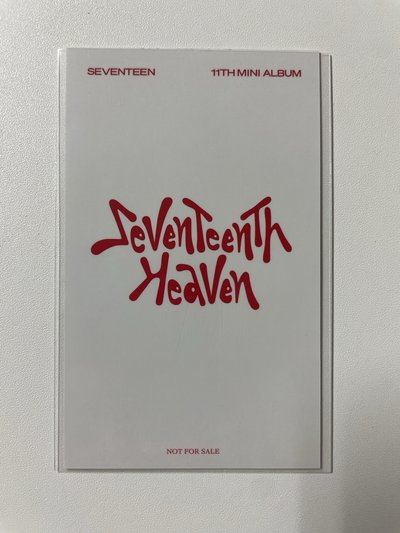 SEVENTEEN 11TH MINI ALBUM
Seventeenth
Heaven
NOT FOR SALE